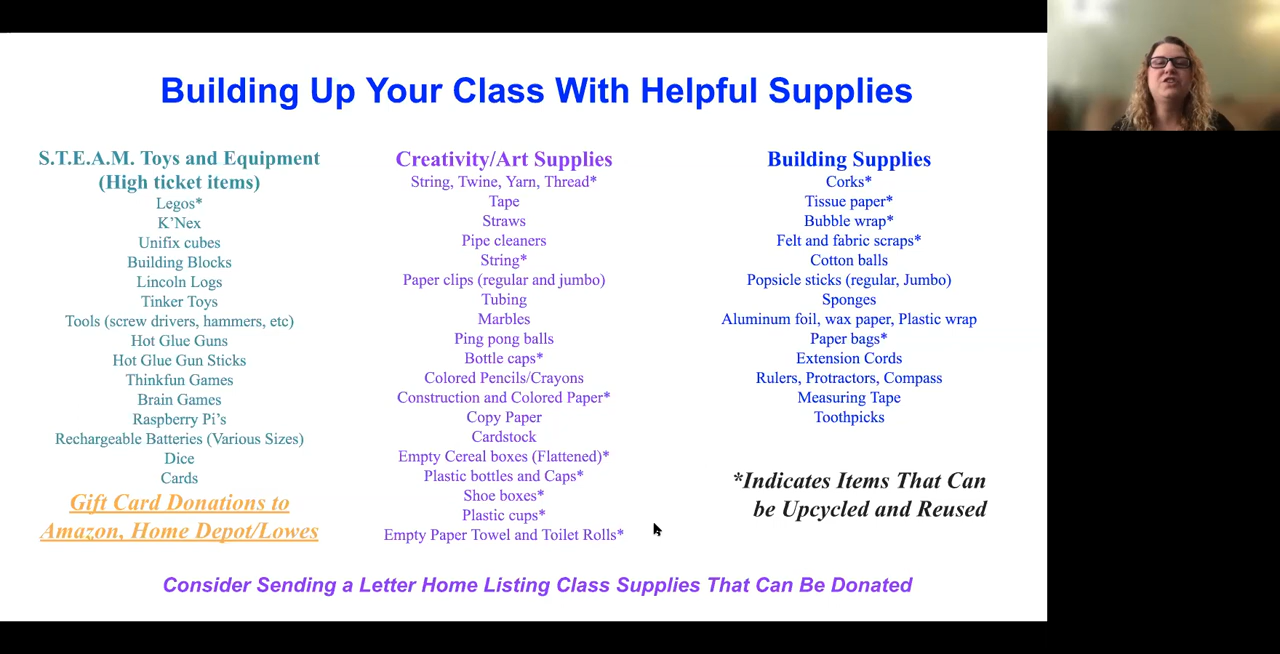 Building Up Your Class With Helpful Supplies
S.T.E.A.M. Toys and Equipment
(High ticket items)
Legos*
K’Nex
Unifix cubes
Building Blocks
Lincoln Logs
Tinker Toys
Tools (screw drivers, hammers, etc)
Hot Glue Guns
Hot Glue Gun Sticks
Thinkfun Games
Brain Games
Raspberry Pi’s
Rechargeable Batteries (Various Sizes)
Dice
Cards
Gift Card Donations to
Amazon, Home Depot/Lowes
Creativity/Art Supplies
String, Twine, Yarn, Thread*
Tape
Straws
Pipe cleaners
String*
Paper clips (regular and jumbo)
Tubing
Marbles
Ping pong balls
Bottle caps*
Colored Pencils/Crayons
Construction and Colored Paper*
Copy Paper
Cardstock
Empty Cereal boxes (Flattened)*
Plastic bottles and Caps*
Shoe boxes*
Plastic cups*
Empty Paper Towel and Toilet Rolls*
Building Supplies
Corks*
Tissue paper*
Bubble wrap*
Felt and fabric scraps*
Cotton balls
Popsicle sticks (regular, Jumbo)
Sponges
Aluminum foil, wax paper, Plastic wrap
Paper bags*
Extension Cords
Rulers, Protractors, Compass
Measuring Tape
Toothpicks
*Indicates Items That Can
be Upcycled and Reused
Consider Sending a Letter Home Listing Class Supplies That Can Be Donated